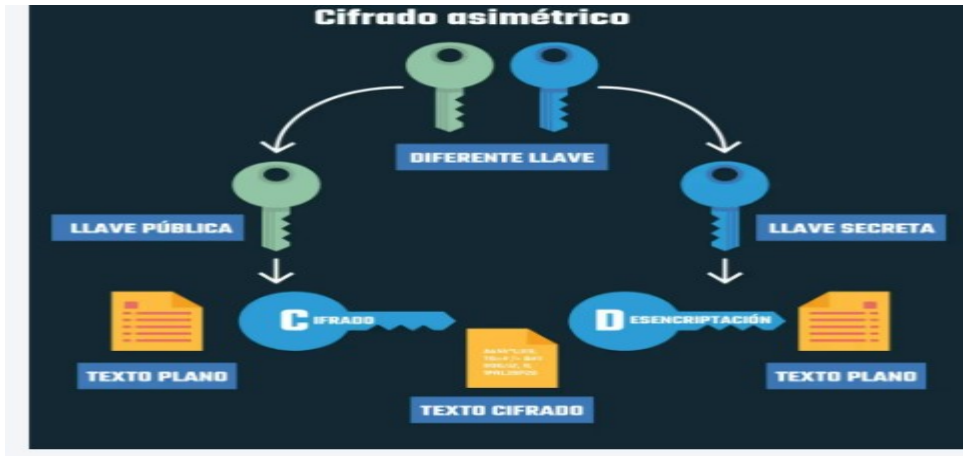 Cifrado asimétrico
DIFERENTE LLAVE
LLAVE PÚBLICA
LLAVE SECRETA
CIFRADO
DESENCRIPTACIÓN
TEXTO PLANO
TEXTO CIFRADO
TEXTO PLANO